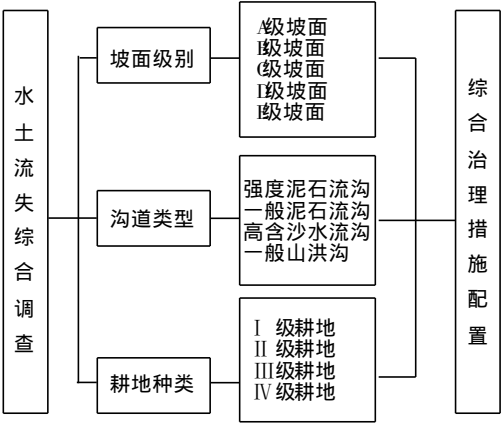 水土流失综合调查
坡面级别
A级坡面
B级坡面
C级坡面
D级坡面
E级坡面
沟道类型
强度泥石流沟
一般泥石流沟
高含沙水流沟
一般山洪沟
耕地种类
Ⅰ 级耕地
Ⅱ 级耕地
Ⅲ级耕地
Ⅳ级耕地
综合治理措施配置